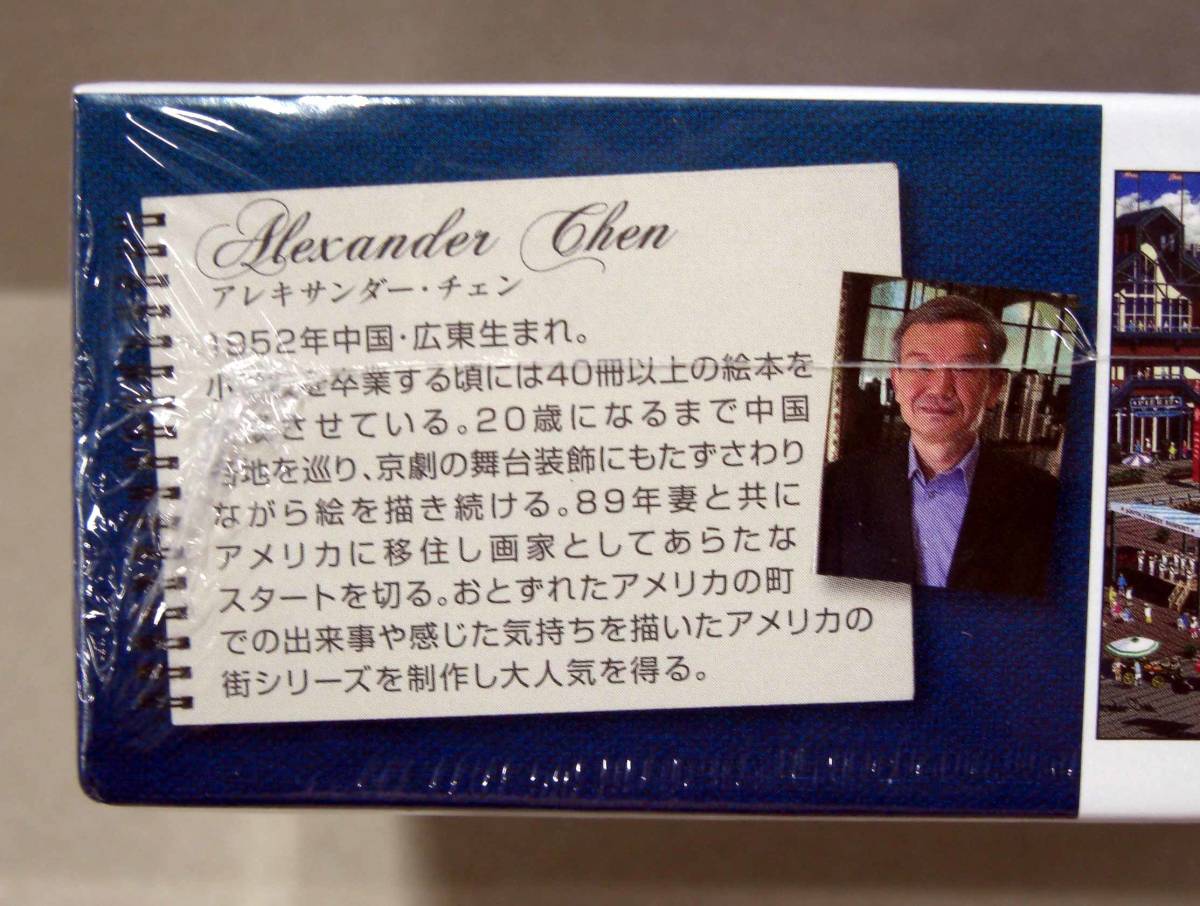 Alexander Chen
アレキサンダー・チェン
1952年中国・広東生まれ。
小 を卒業する頃には40冊以上の絵本を
させている。20歳になるまで中国
各地を巡り、京劇の舞台装飾にもたずさわり
ながら絵を描き続ける。89年妻と共に
アメリカに移住し画家としてあらたな
スタートを切る。おとずれたアメリカの町
での出来事や感じた気持ちを描いたアメリカの
街シリーズを制作し大人気を得る。